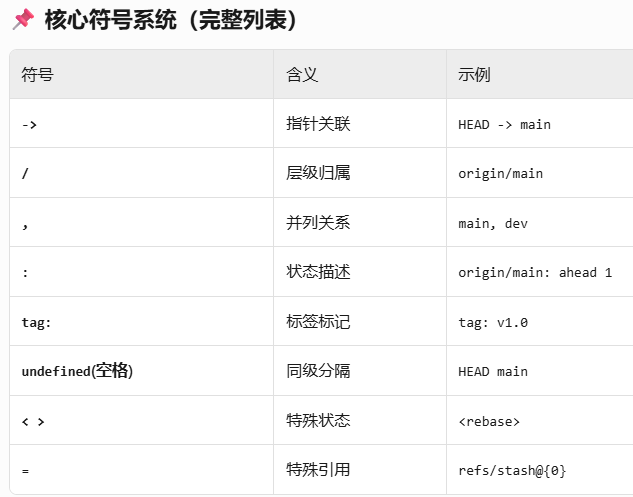 📌 核心符号系统（完整列表）
符号 含义 示例
-> 指针关联 HEAD -> main
/ 层级归属 origin/main
, 并列关系 main, dev
: 状态描述 origin/main: ahead 1
tag: 标签标记 tag: v1.0
undefined(空格) 同级分隔 HEAD main
< > 特殊状态 <rebase>
= 特殊引用 refs/stash@{0}